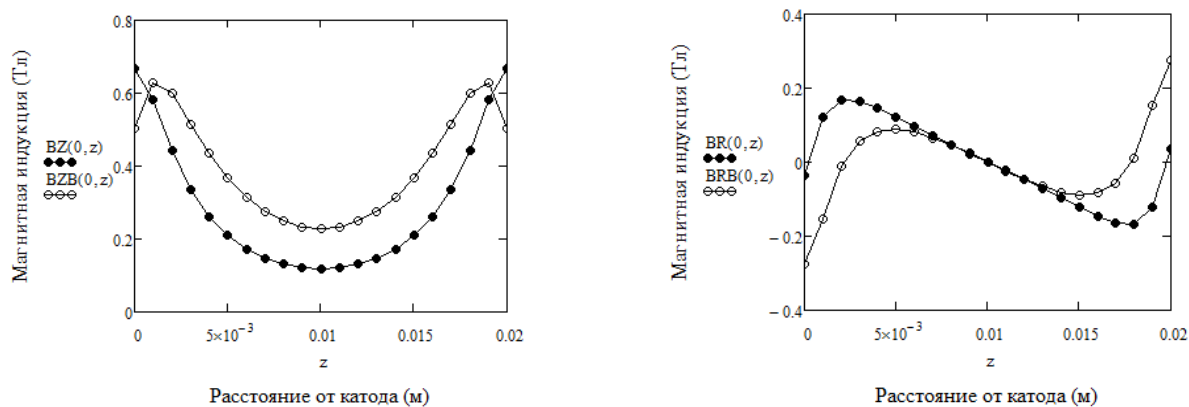 Магнитная индукция (Тл)
0.8
0.6
0.4
0.2
0
BZ(0,z)
BZB(0,z)
0
5×10⁻³
0.01
0.015
0.02
z
Расстояние от катода (м)
Магнитная индукция (Тл)
0.4
0.2
0
−0.2
−0.4
BR(0,z)
BRB(0,z)
0
5×10⁻³
0.01
0.015
0.02
z
Расстояние от катода (м)